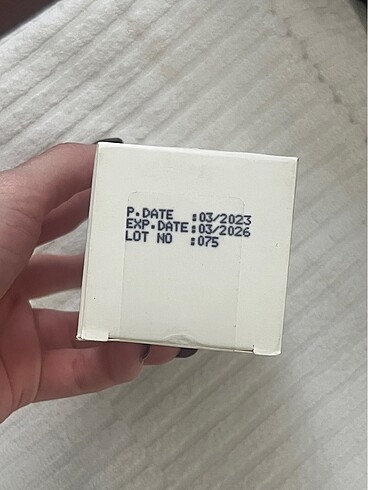 P.DATE :03/2023
EXP.DATE:03/2026
LOT NO :075